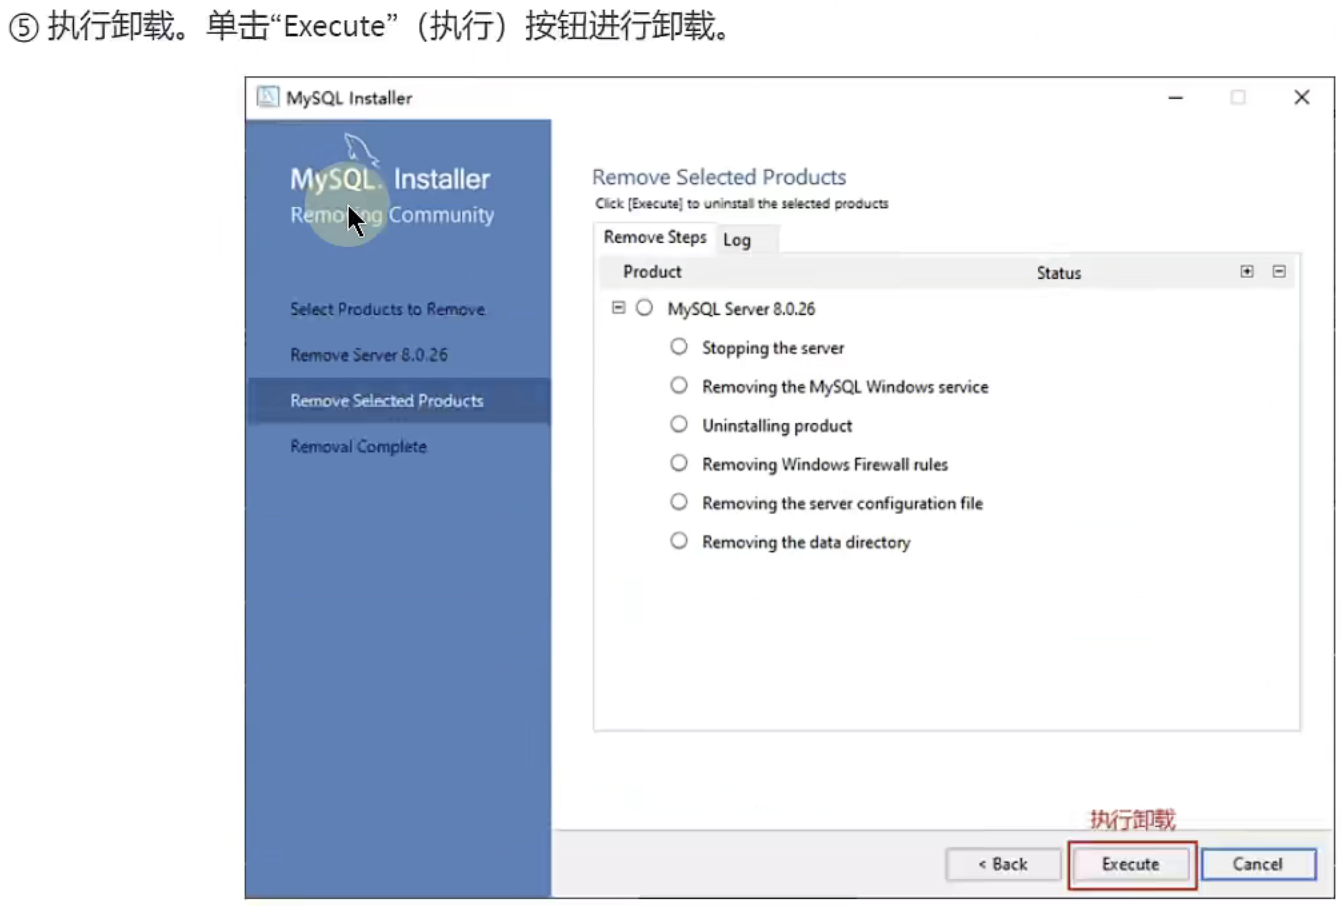 ⑤ 执行卸载。单击“Execute”（执行）按钮进行卸载。
MySQL Installer
MySQL. Installer
Removing Community
Select Products to Remove
Remove Server 8.0.26
Remove Selected Products
Removal Complete
Remove Selected Products
Click [Execute] to uninstall the selected products
Remove Steps Log
Product Status
MySQL Server 8.0.26
Stopping the server
Removing the MySQL Windows service
Uninstalling product
Removing Windows Firewall rules
Removing the server configuration file
Removing the data directory
执行卸载
< Back Execute Cancel